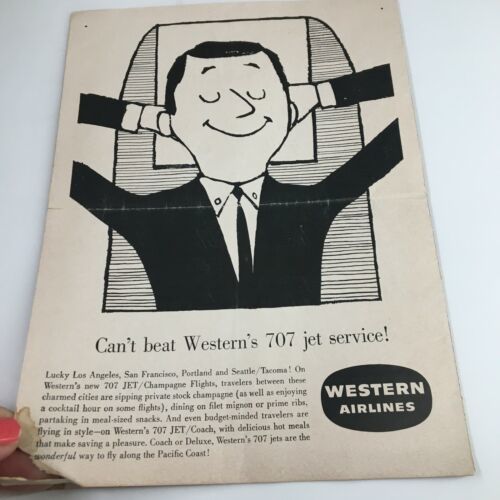 Can't beat Western's 707 jet service!
Lucky Los Angeles, San Francisco, Portland and Seattle/Tacoma! On
Western's new 707 JET/Champagne Flights, travelers between these
charmed cities are sipping private stock champagne (as well as enjoying
a cocktail hour on some flights), dining on filet mignon or prime ribs,
partaking in meal-sized snacks. And even budget-minded travelers are
flying in style—on Western's 707 JET/Coach, with delicious hot meals
that make saving a pleasure. Coach or Deluxe, Western's 707 jets are the
wonderful way to fly along the Pacific Coast!
WESTERN
AIRLINES